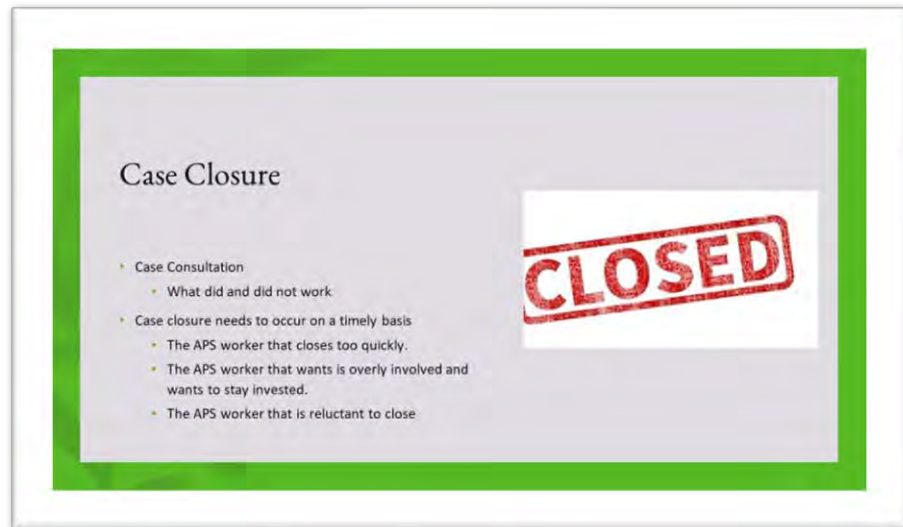 Case Closure
Case Consultation
What did and did not work
Case closure needs to occur on a timely basis
The APS worker that closes too quickly.
The APS worker that wants is overly involved and
wants to stay invested.
The APS worker that is reluctant to close
CLOSED